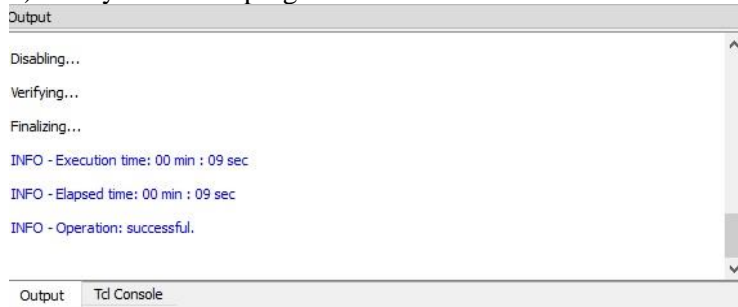 Output
Disabling...
Verifying...
Finalizing...
INFO - Execution time: 00 min : 09 sec
INFO - Elapsed time: 00 min : 09 sec
INFO - Operation: successful.
Output Tcl Console